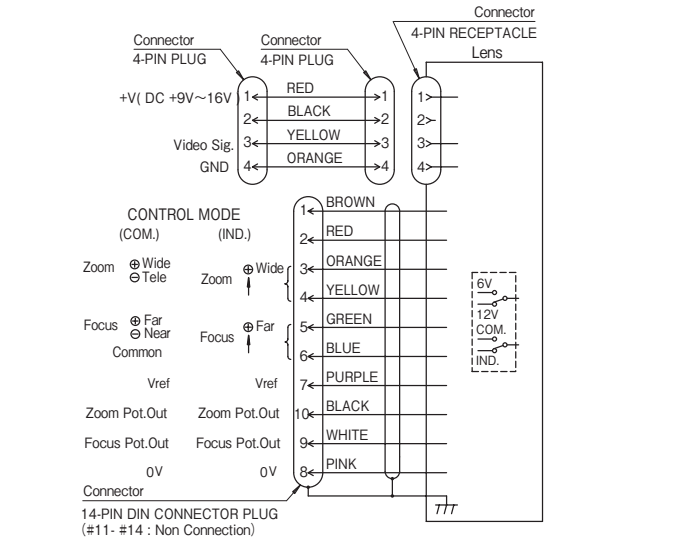 Connector
4-PIN RECEPTACLE
Lens
Connector
4-PIN PLUG
Connector
4-PIN PLUG
+V( DC +9V～16V ) 1 RED 1 1
2 BLACK 2 2
Video Sig. 3 YELLOW 3 3
GND 4 ORANGE 4 4
CONTROL MODE
(COM.) (IND.)
1 BROWN
2 RED
Zoom ⊕ Wide
⊖ Tele
Zoom ⊕ Wide
3 ORANGE
4 YELLOW
Focus ⊕ Far
⊖ Near
Focus ⊕ Far
5 GREEN
Common
6 BLUE
Vref Vref 7 PURPLE
Zoom Pot.Out Zoom Pot.Out 10 BLACK
Focus Pot.Out Focus Pot.Out 9 WHITE
0V 0V 8 PINK
6V
12V
COM.
IND.
Connector
14-PIN DIN CONNECTOR PLUG
(#11- #14 : Non Connection)